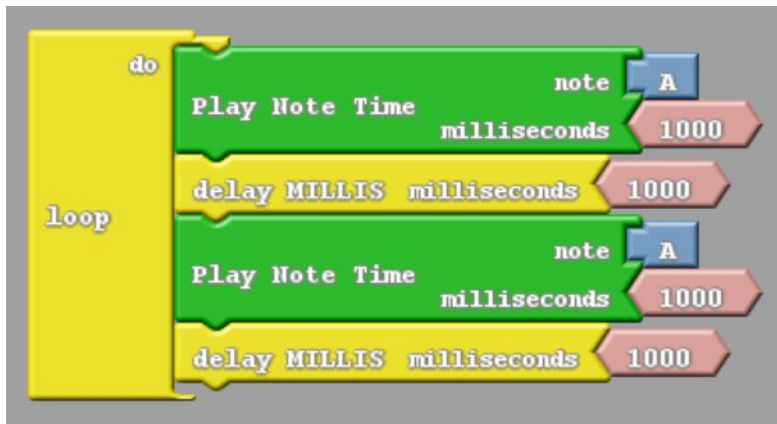 do
note A
Play Note Time
milliseconds 1000
delay MILLIS milliseconds 1000
loop
note A
Play Note Time
milliseconds 1000
delay MILLIS milliseconds 1000